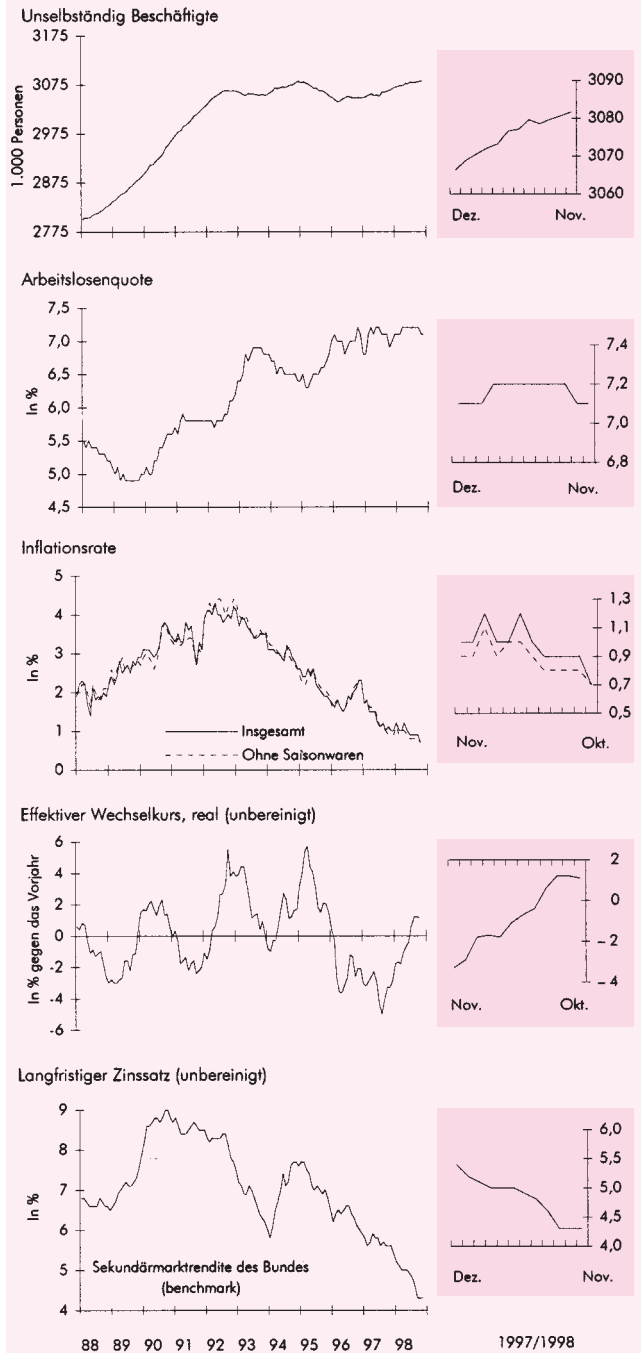 Unselbständig Beschäftigte
3175
3075
2975
2875
2775
1.000 Personen
3090
3080
3070
3060
Dez. Nov.
Arbeitslosenquote
7,5
7,0
6,5
6,0
5,5
5,0
4,5
In %
7,4
7,2
7,0
6,8
Dez. Nov.
Inflationsrate
5
4
3
2
1
0
In %
Insgesamt
Ohne Saisonwaren
1,3
1,1
0,9
0,7
0,5
Nov. Okt.
Effektiver Wechselkurs, real (unbereinigt)
6
4
2
0
-2
-4
-6
In % gegen das Vorjahr
2
0
-2
-4
Nov. Okt.
Langfristiger Zinssatz (unbereinigt)
9
8
7
6
5
4
In %
Sekundärmarktrendite des Bundes
(benchmark)
6,0
5,5
5,0
4,5
4,0
Dez. Nov.
88 89 90 91 92 93 94 95 96 97 98
1997/1998